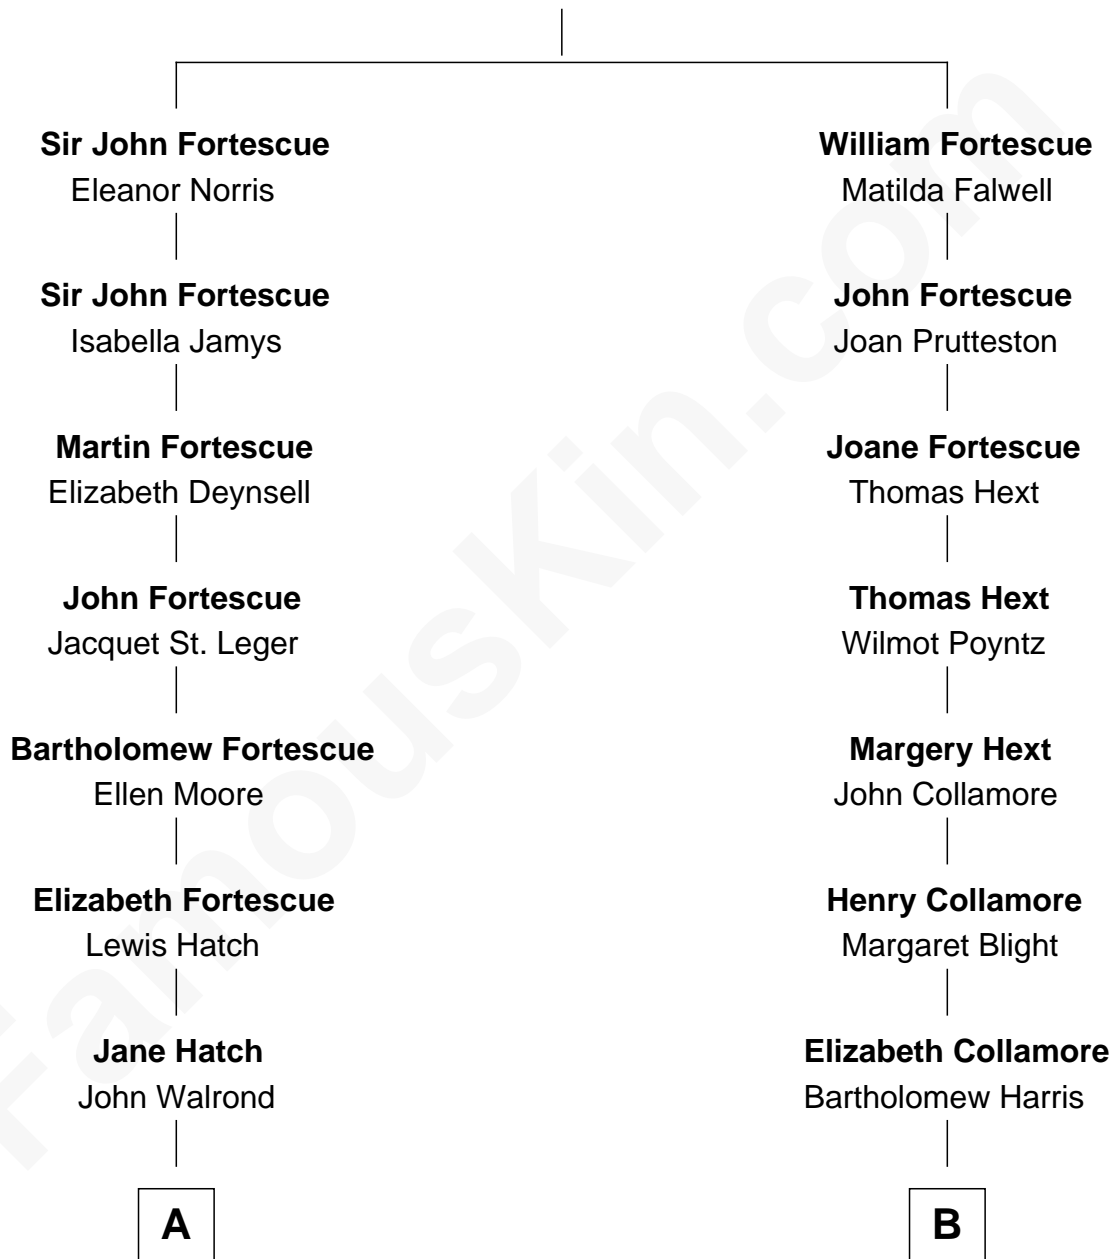 Sir John Fortescue
Eleanor Norris
Sir John Fortescue
Isabella Jamys
Martin Fortescue
Elizabeth Deynsell
John Fortescue
Jacquet St. Leger
Bartholomew Fortescue
Ellen Moore
Elizabeth Fortescue
Lewis Hatch
Jane Hatch
John Walrond
A
William Fortescue
Matilda Falwell
John Fortescue
Joan Prutteston
Joane Fortescue
Thomas Hext
Thomas Hext
Wilmot Poyntz
Margery Hext
John Collamore
Henry Collamore
Margaret Blight
Elizabeth Collamore
Bartholomew Harris
B
FamousKin.com